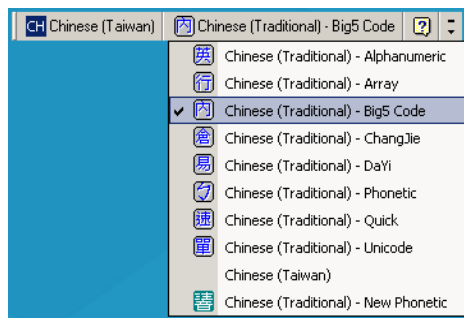 CH Chinese (Taiwan) 內 Chinese (Traditional) - Big5 Code ?
英 Chinese (Traditional) - Alphanumeric
行 Chinese (Traditional) - Array
內 Chinese (Traditional) - Big5 Code
倉 Chinese (Traditional) - ChangJie
易 Chinese (Traditional) - DaYi
ㄅ Chinese (Traditional) - Phonetic
速 Chinese (Traditional) - Quick
單 Chinese (Traditional) - Unicode
Chinese (Taiwan)
Chinese (Traditional) - New Phonetic